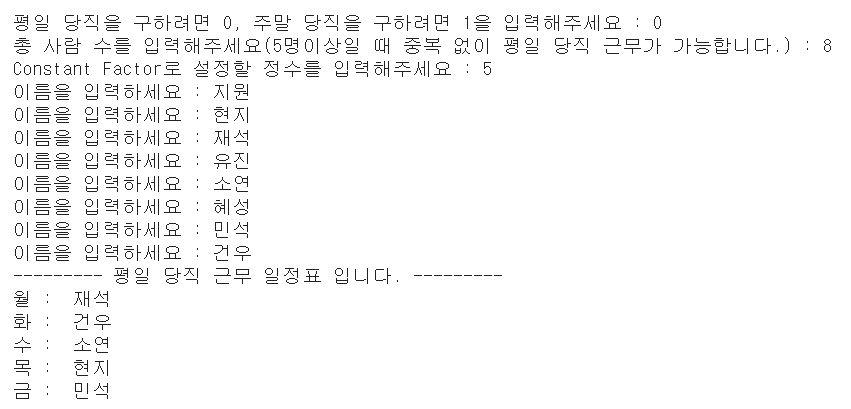 평일 당직을 구하려면 0, 주말 당직을 구하려면 1을 입력해주세요 : 0
총 사람 수를 입력해주세요(5명이상일 때 중복 없이 평일 당직 근무가 가능합니다.) : 8
Constant Factor로 설정할 정수를 입력해주세요 : 5
이름을 입력하세요 : 지원
이름을 입력하세요 : 현지
이름을 입력하세요 : 재석
이름을 입력하세요 : 유진
이름을 입력하세요 : 소연
이름을 입력하세요 : 혜성
이름을 입력하세요 : 민석
이름을 입력하세요 : 건우
--------- 평일 당직 근무 일정표 입니다. ---------
월 :  재석
화 :  건우
수 :  소연
목 :  현지
금 :  민석